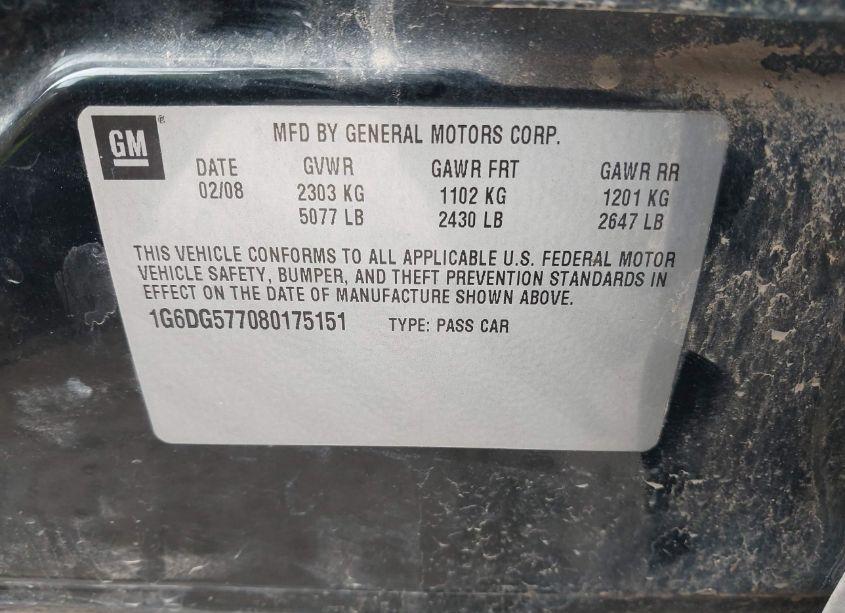 GM®
MFD BY GENERAL MOTORS CORP.
DATE GVWR GAWR FRT GAWR RR
02/08 2303 KG 1102 KG 1201 KG
5077 LB 2430 LB 2647 LB
THIS VEHICLE CONFORMS TO ALL APPLICABLE U.S. FEDERAL MOTOR
VEHICLE SAFETY, BUMPER, AND THEFT PREVENTION STANDARDS IN
EFFECT ON THE DATE OF MANUFACTURE SHOWN ABOVE.
1G6DG577080175151 TYPE: PASS CAR